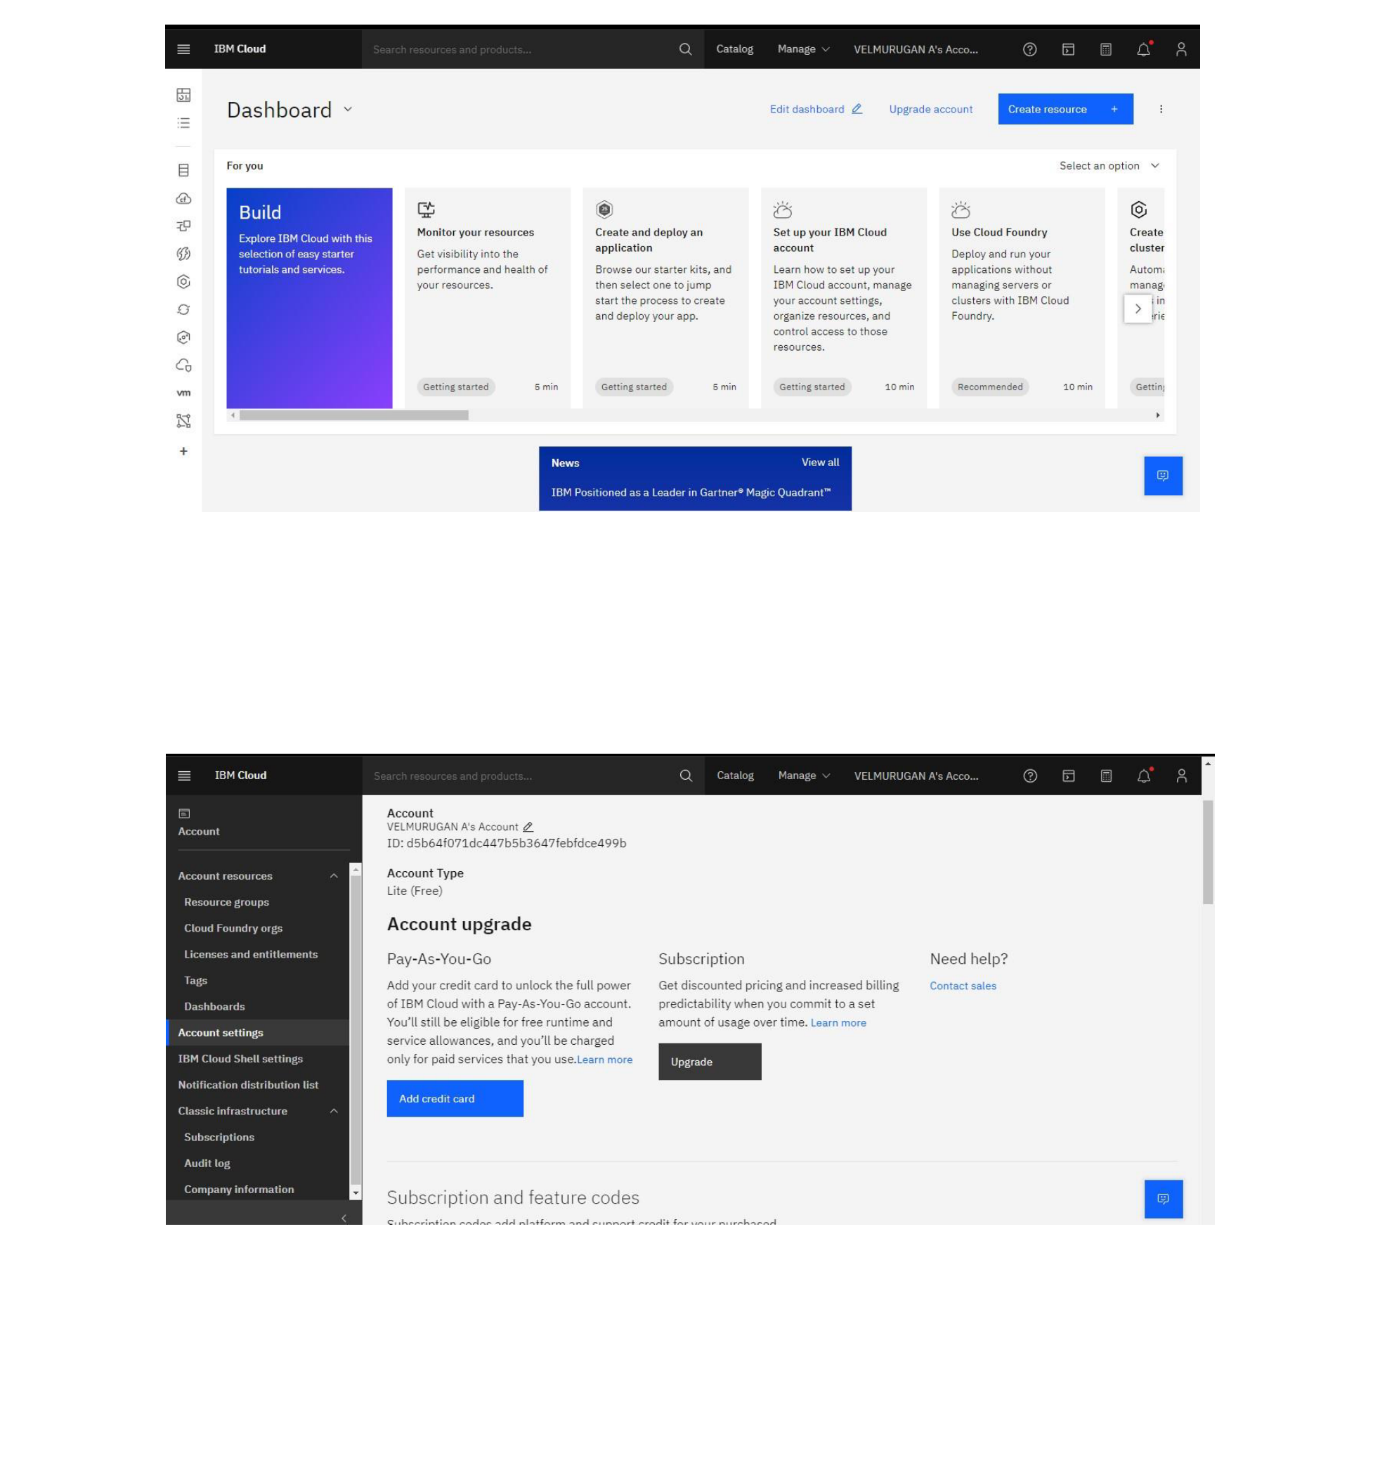 IBM Cloud
Search resources and products...
Catalog
Manage
VELMURUGAN A's Acco...
Dashboard
Edit dashboard
Upgrade account
Create resource +
For you
Select an option
Build
Explore IBM Cloud with this
selection of easy starter
tutorials and services.
Monitor your resources
Get visibility into the
performance and health of
your resources.
Getting started
5 min
Create and deploy an
application
Browse our starter kits, and
then select one to jump
start the process to create
and deploy your app.
Getting started
5 min
Set up your IBM Cloud
account
Learn how to set up your
IBM Cloud account, manage
your account settings,
organize resources, and
control access to those
resources.
Getting started
10 min
Use Cloud Foundry
Deploy and run your
applications without
managing servers or
clusters with IBM Cloud
Foundry.
Recommended
10 min
Create
cluster
vm
News
View all
IBM Positioned as a Leader in Gartner® Magic Quadrant™
IBM Cloud
Search resources and products...
Catalog
Manage
VELMURUGAN A's Acco...
Account
Account resources
Resource groups
Cloud Foundry orgs
Licenses and entitlements
Tags
Dashboards
Account settings
IBM Cloud Shell settings
Notification distribution list
Classic infrastructure
Subscriptions
Audit log
Company information
Account
VELMURUGAN A's Account
ID: d5b64f071dc447b5b3647febfdce499b
Account Type
Lite (Free)
Account upgrade
Pay-As-You-Go
Add your credit card to unlock the full power
of IBM Cloud with a Pay-As-You-Go account.
You'll still be eligible for free runtime and
service allowances, and you'll be charged
only for paid services that you use.Learn more
Add credit card
Subscription
Get discounted pricing and increased billing
predictability when you commit to a set
amount of usage over time. Learn more
Upgrade
Need help?
Contact sales
Subscription and feature codes
Subscription codes add platform and support credit for your purchased